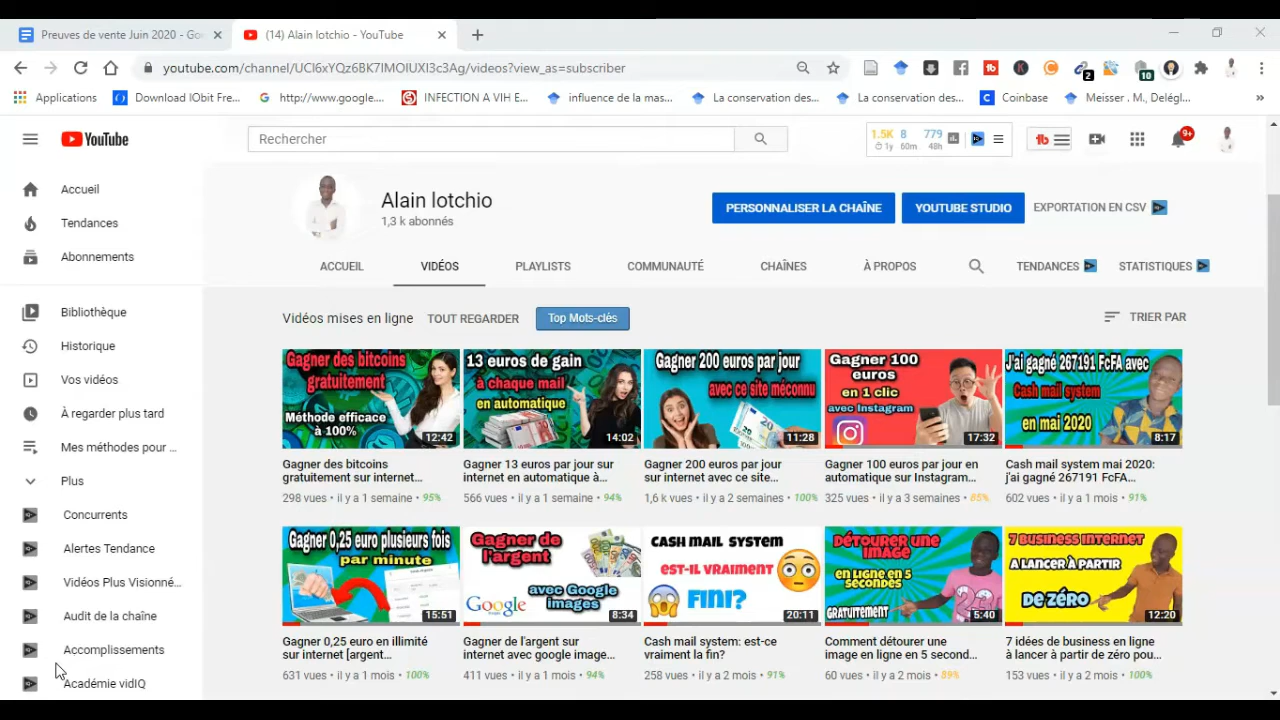 Preuves de vente Juin 2020 - Go
(14) Alain lotchio - YouTube
youtube.com/channel/UCl6xYQz6BK7IMOIUXI3c3Ag/videos?view_as=subscriber
2
10
Applications
Download IObit Fre...
http://www.google....
INFECTION A VIH E...
influence de la mas...
La conservation des...
La conservation des...
Coinbase
Meisser . M., Delégl...
YouTube
Rechercher
1.5K 8 779
1y 60m 48h
tb
9+
Accueil
Tendances
Abonnements
Bibliothèque
Historique
Vos vidéos
À regarder plus tard
Mes méthodes pour ...
Plus
Concurrents
Alertes Tendance
Vidéos Plus Visionné...
Audit de la chaîne
Accomplissements
Académie vidIQ
Alain lotchio
1,3 k abonnés
PERSONNALISER LA CHAÎNE
YOUTUBE STUDIO
EXPORTATION EN CSV
ACCUEIL
VIDÉOS
PLAYLISTS
COMMUNAUTÉ
CHAÎNES
À PROPOS
TENDANCES
STATISTIQUES
Vidéos mises en ligne
TOUT REGARDER
Top Mots-clés
TRIER PAR
Gagner des bitcoins
gratuitement
Méthode efficace
à 100%
12:42
13 euros de gain
à chaque mail
en automatique
14:02
Gagner 200 euros par jour
avec ce site méconnu
11:28
Gagner 100
euros
en 1 clic
avec Instagram
17:32
J'ai gagné 267191 FcFA avec
Cash mail system
en mai 2020
8:17
Gagner des bitcoins
gratuitement sur internet...
298 vues • il y a 1 semaine • 95%
Gagner 13 euros par jour sur
internet en automatique à...
566 vues • il y a 1 semaine • 94%
Gagner 200 euros par jour
sur internet avec ce site...
1,6 k vues • il y a 2 semaines • 100%
Gagner 100 euros par jour en
automatique sur Instagram...
325 vues • il y a 3 semaines • 85%
Cash mail system mai 2020:
j'ai gagné 267191 FcFA...
602 vues • il y a 1 mois • 91%
Gagner 0,25 euro plusieurs fois
par minute
15:51
Gagner de
l'argent
avec Google
images
Google
8:34
CASH MAIL SYSTEM
EST-IL VRAIMENT
FINI?
20:11
DÉTOURER UNE
IMAGE
EN LIGNE EN 5
SECONDES
GRATUITEMENT
5:40
7 BUSINESS INTERNET
A LANCER À PARTIR
DE ZÉRO
12:20
Gagner 0,25 euro en illimité
sur internet [argent...
631 vues • il y a 1 mois • 100%
Gagner de l'argent sur
internet avec google image...
411 vues • il y a 1 mois • 94%
Cash mail system: est-ce
vraiment la fin?
258 vues • il y a 2 mois • 91%
Comment détourer une
image en ligne en 5 second...
60 vues • il y a 2 mois • 89%
7 idées de business en ligne
à lancer à partir de zéro pou...
153 vues • il y a 2 mois • 100%